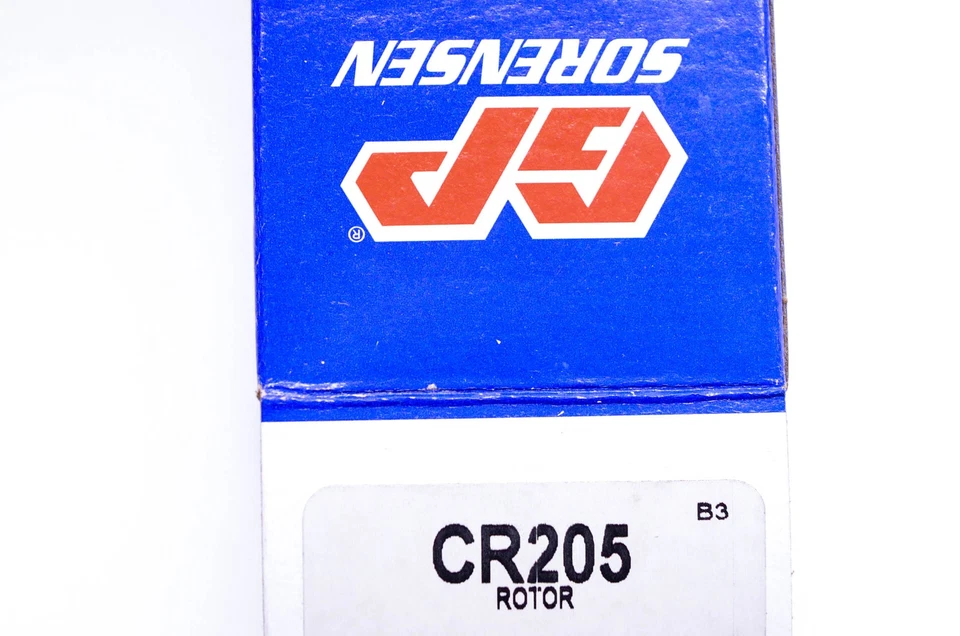 SORENSEN
GP
®
B3
CR205
ROTOR